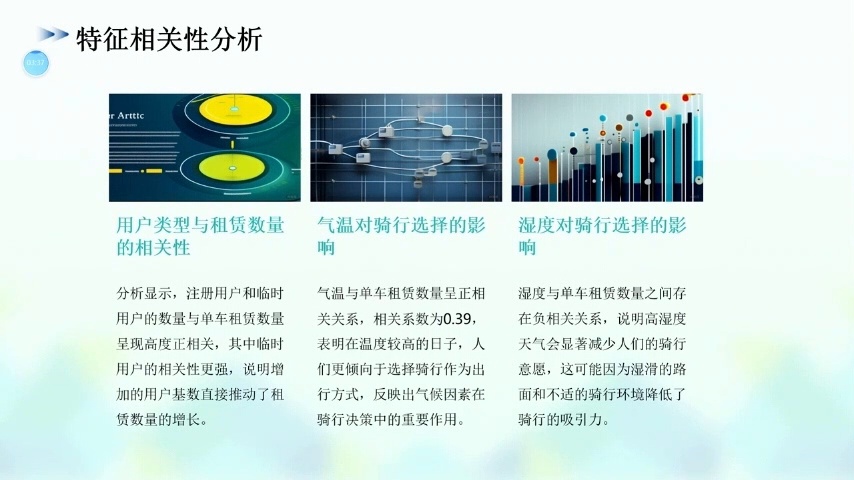 特征相关性分析
03:37
ur Artttc
用户类型与租赁数量
的相关性
分析显示，注册用户和临时
用户的数量与单车租赁数量
呈现高度正相关，其中临时
用户的相关性更强，说明增
加的用户基数直接推动了租
赁数量的增长。
气温对骑行选择的影
响
气温与单车租赁数量呈正相
关关系，相关系数为0.39，
表明在温度较高的日子，人
们更倾向于选择骑行作为出
行方式，反映出气候因素在
骑行决策中的重要作用。
湿度对骑行选择的影
响
湿度与单车租赁数量之间存
在负相关关系，说明高湿度
天气会显著减少人们的骑行
意愿，这可能因为湿滑的路
面和不适的骑行环境降低了
骑行的吸引力。